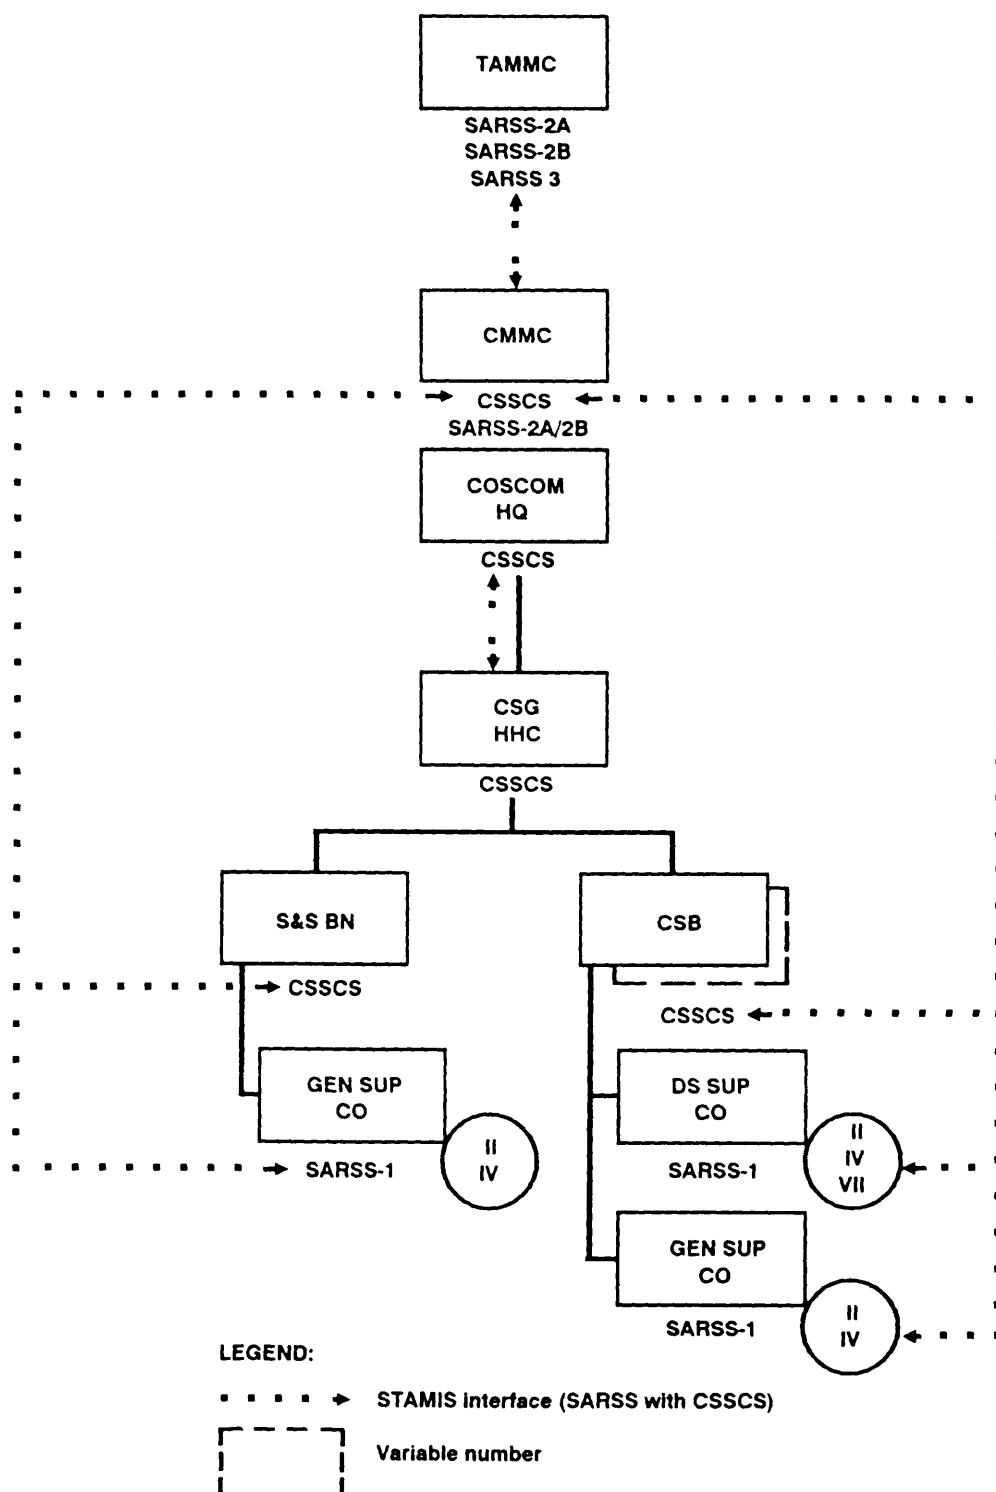 TAMMC
SARSS-2A
SARSS-2B
SARSS 3
CMMC
CSSCS
SARSS-2A/2B
COSCOM
HQ
CSSCS
CSG
HHC
CSSCS
S&S BN
CSB
CSSCS
CSSCS
GEN SUP
CO
II
IV
SARSS-1
DS SUP
CO
II
IV
VII
SARSS-1
GEN SUP
CO
II
IV
SARSS-1
LEGEND:
STAMIS interface (SARSS with CSSCS)
Variable number